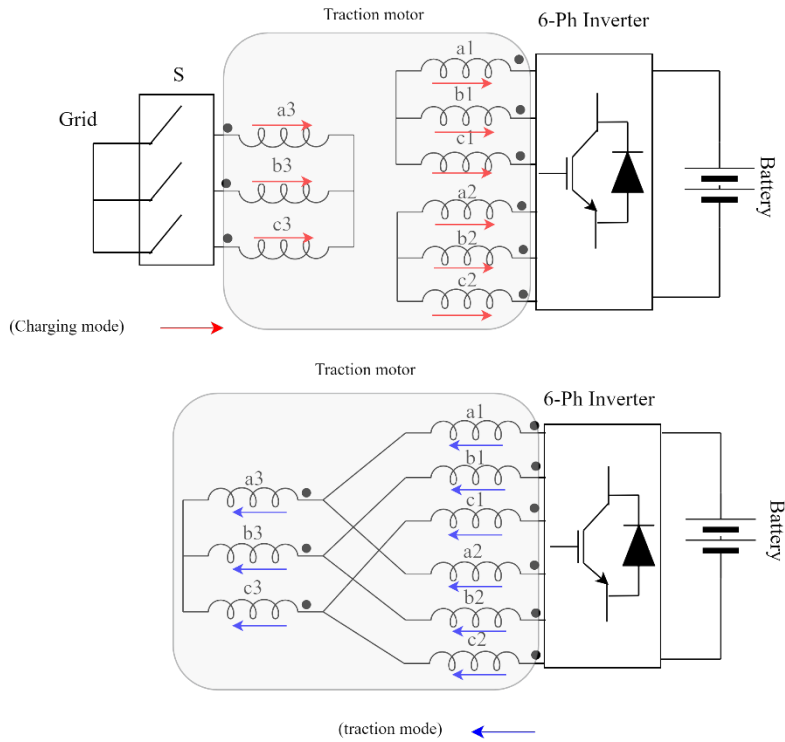 Traction motor
6-Ph Inverter
S
Grid
a3
b3
c3
a1
b1
c1
a2
b2
c2
Battery
(Charging mode)
Traction motor
6-Ph Inverter
a3
b3
c3
a1
b1
c1
a2
b2
c2
Battery
(traction mode)